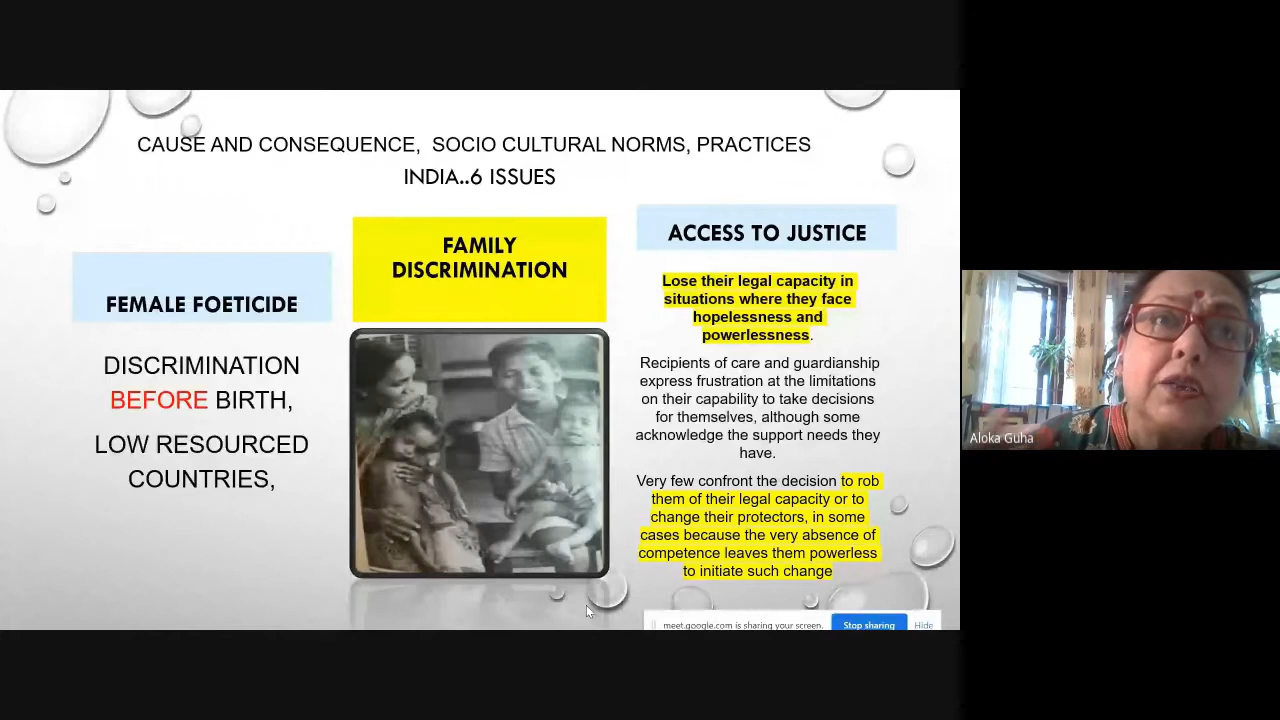 CAUSE AND CONSEQUENCE, SOCIO CULTURAL NORMS, PRACTICES
INDIA..6 ISSUES
FEMALE FOETICIDE
DISCRIMINATION
BEFORE BIRTH,
LOW RESOURCED
COUNTRIES,
FAMILY
DISCRIMINATION
ACCESS TO JUSTICE
Lose their legal capacity in
situations where they face
hopelessness and
powerlessness.
Recipients of care and guardianship
express frustration at the limitations
on their capability to take decisions
for themselves, although some
acknowledge the support needs they
have.
Very few confront the decision to rob
them of their legal capacity or to
change their protectors, in some
cases because the very absence of
competence leaves them powerless
to initiate such change
meet.google.com is sharing your screen.
Stop sharing
Hide
Aloka Guha